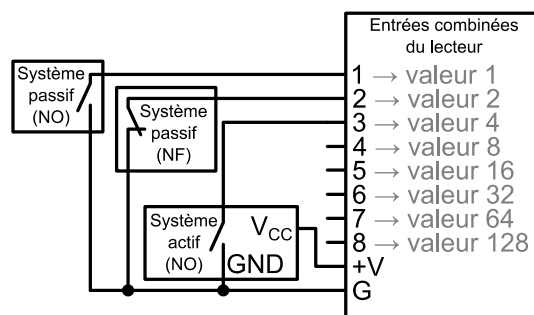 Entrées combinées
du lecteur
Système
passif
(NO)
Système
passif
(NF)
Système
actif
(NO)
VCC
GND
1 → valeur 1
2 → valeur 2
3 → valeur 4
4 → valeur 8
5 → valeur 16
6 → valeur 32
7 → valeur 64
8 → valeur 128
+V
G